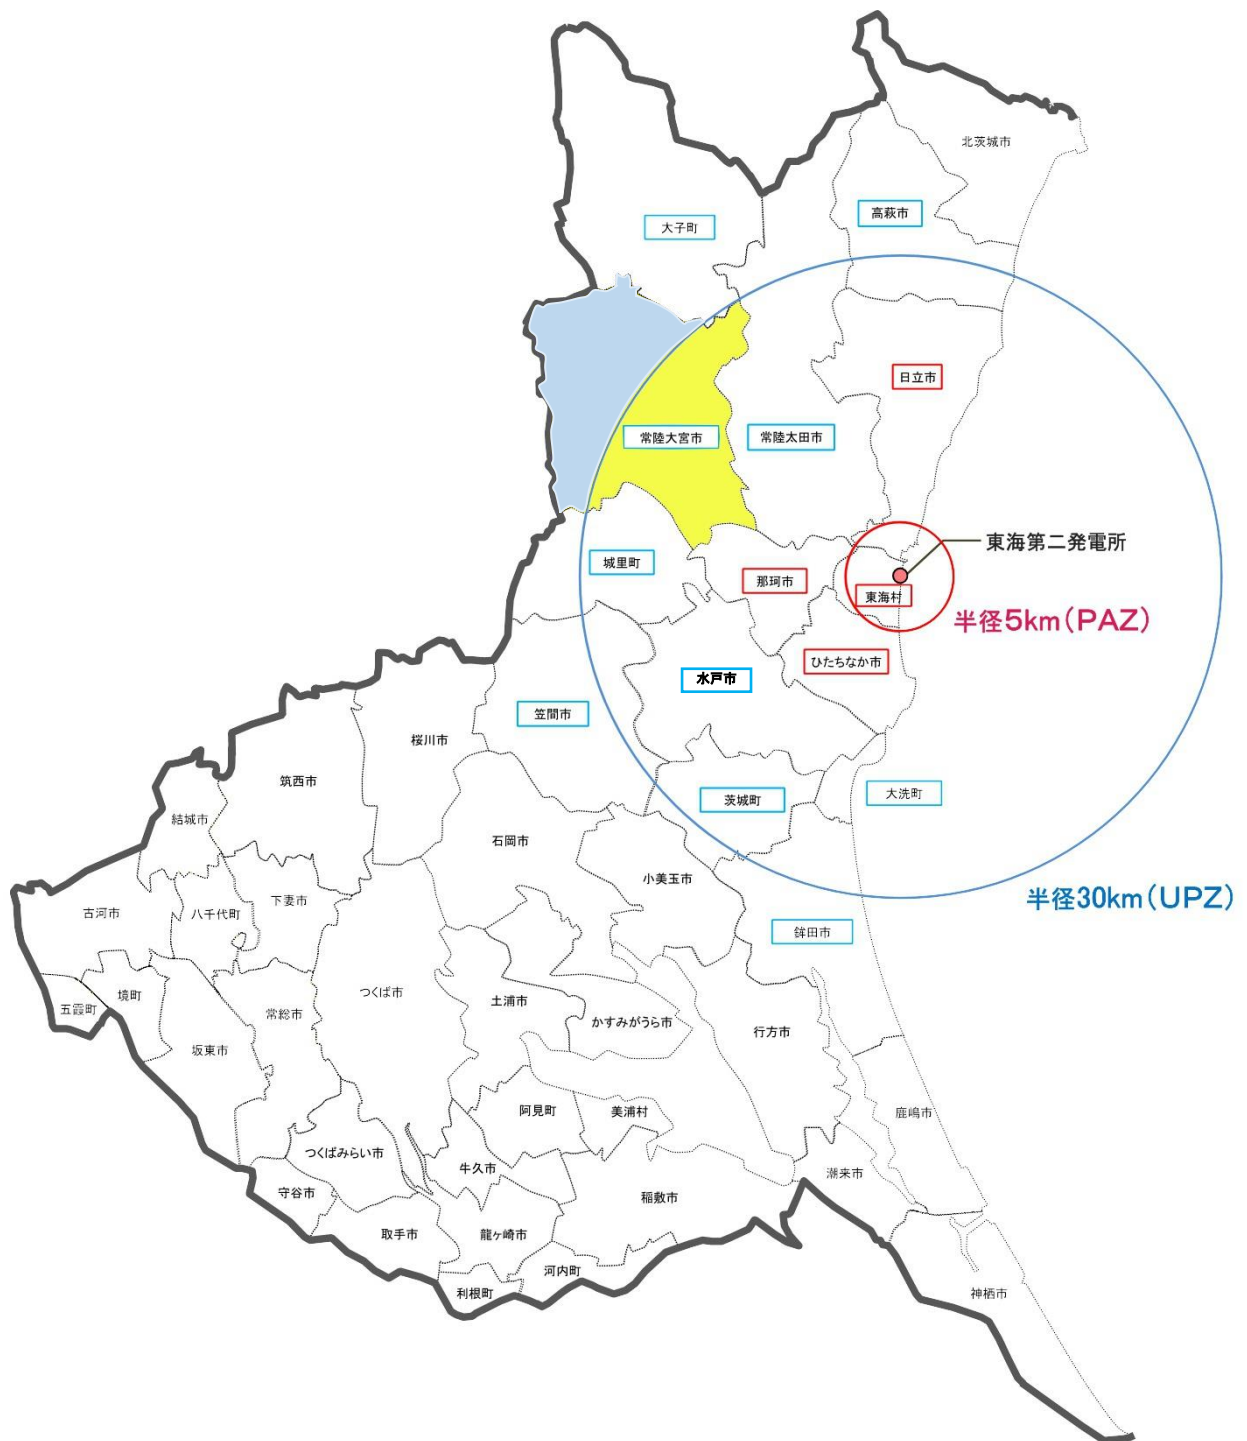 北茨城市
高萩市
大子町
日立市
常陸大宮市
常陸太田市
東海第二発電所
城里町
那珂市
東海村
半径5km(PAZ)
ひたちなか市
水戸市
笠間市
桜川市
筑西市
大洗町
茨城町
結城市
石岡市
小美玉市
半径30km(UPZ)
下妻市
八千代町
古河市
鉾田市
つくば市
境町
土浦市
五霞町
常総市
かすみがうら市
行方市
坂東市
阿見町
美浦村
鹿嶋市
つくばみらい市
牛久市
潮来市
守谷市
稲敷市
取手市
龍ヶ崎市
河内町
利根町
神栖市